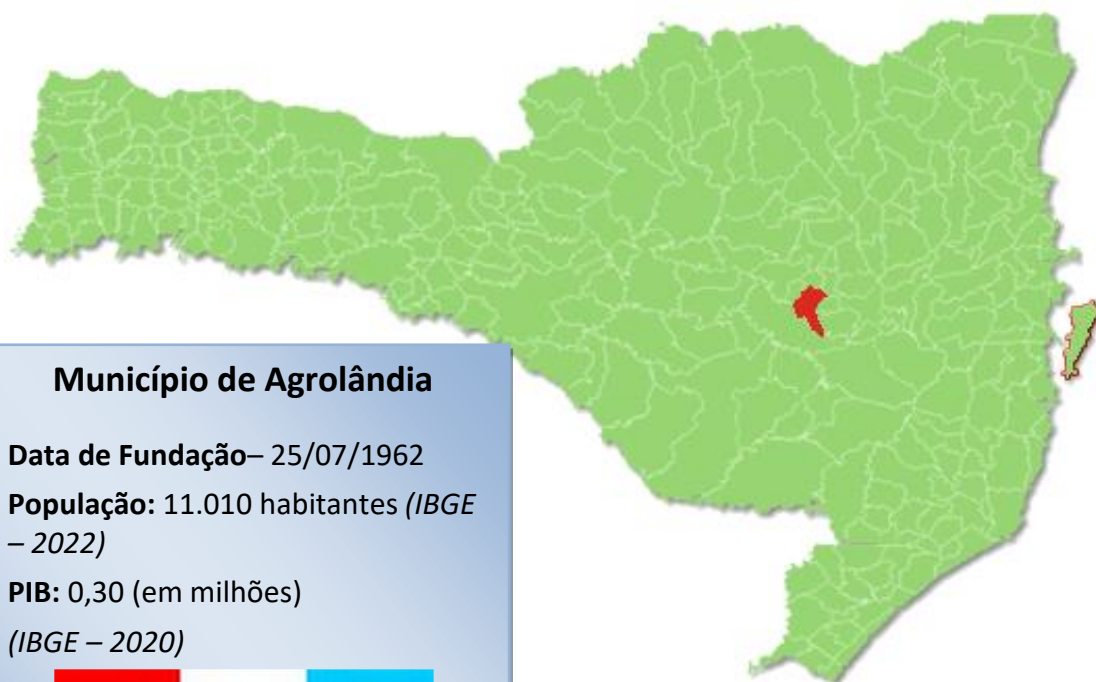 Município de Agrolândia
Data de Fundação– 25/07/1962
População: 11.010 habitantes (IBGE
– 2022)
PIB: 0,30 (em milhões)
(IBGE – 2020)